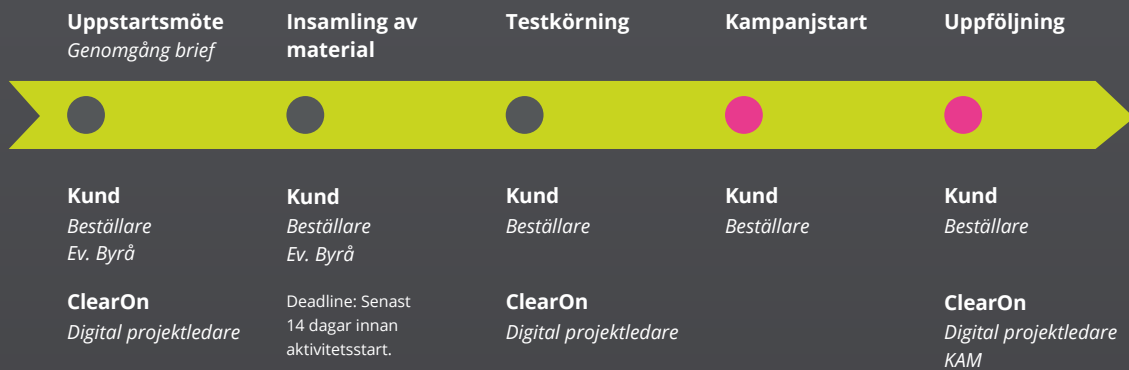 Uppstartsmöte
Genomgång brief
Insamling av
material
Testkörning
Kampanjstart
Uppföljning
Kund
Beställare
Ev. Byrå
ClearOn
Digital projektledare
Kund
Beställare
Ev. Byrå
Deadline: Senast
14 dagar innan
aktivitetsstart.
Kund
Beställare
ClearOn
Digital projektledare
Kund
Beställare
Kund
Beställare
ClearOn
Digital projektledare
KAM